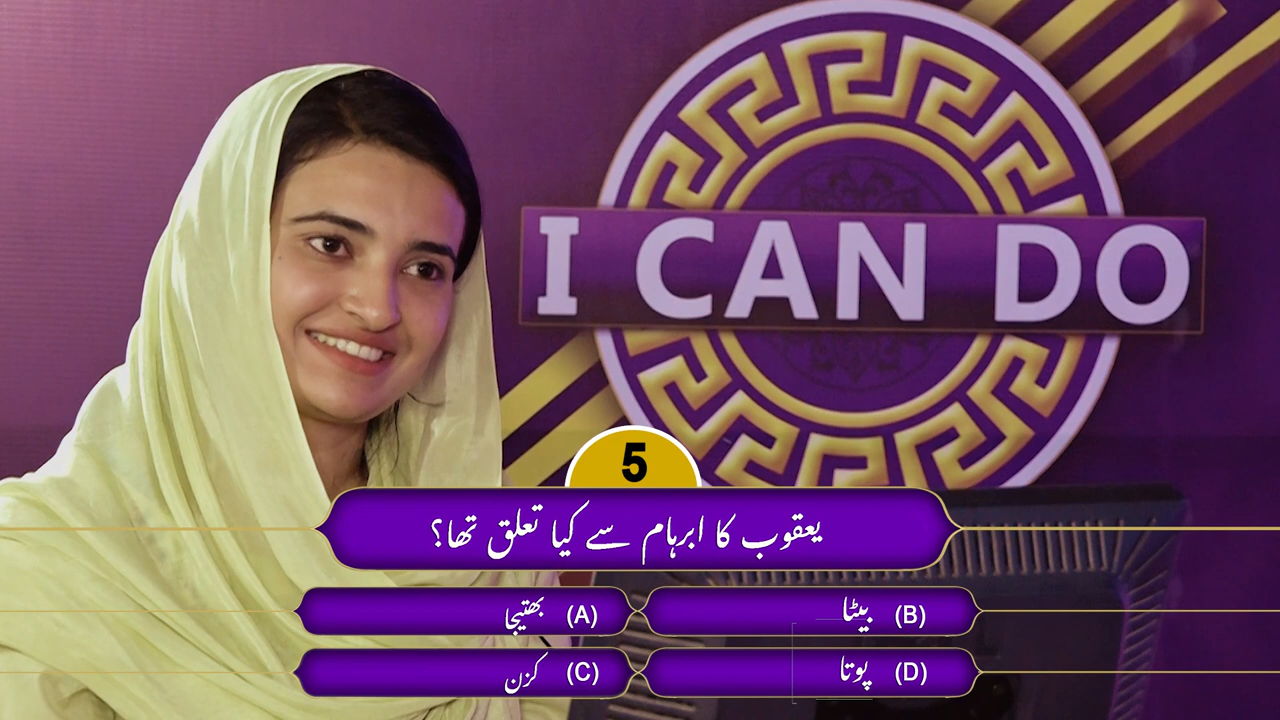 I CAN DO
5
یعقوب کا ابرہام سے کیا تعلق تھا؟
(A) بھتیجا
(B) بیٹا
(C) کزن
(D) پوتا